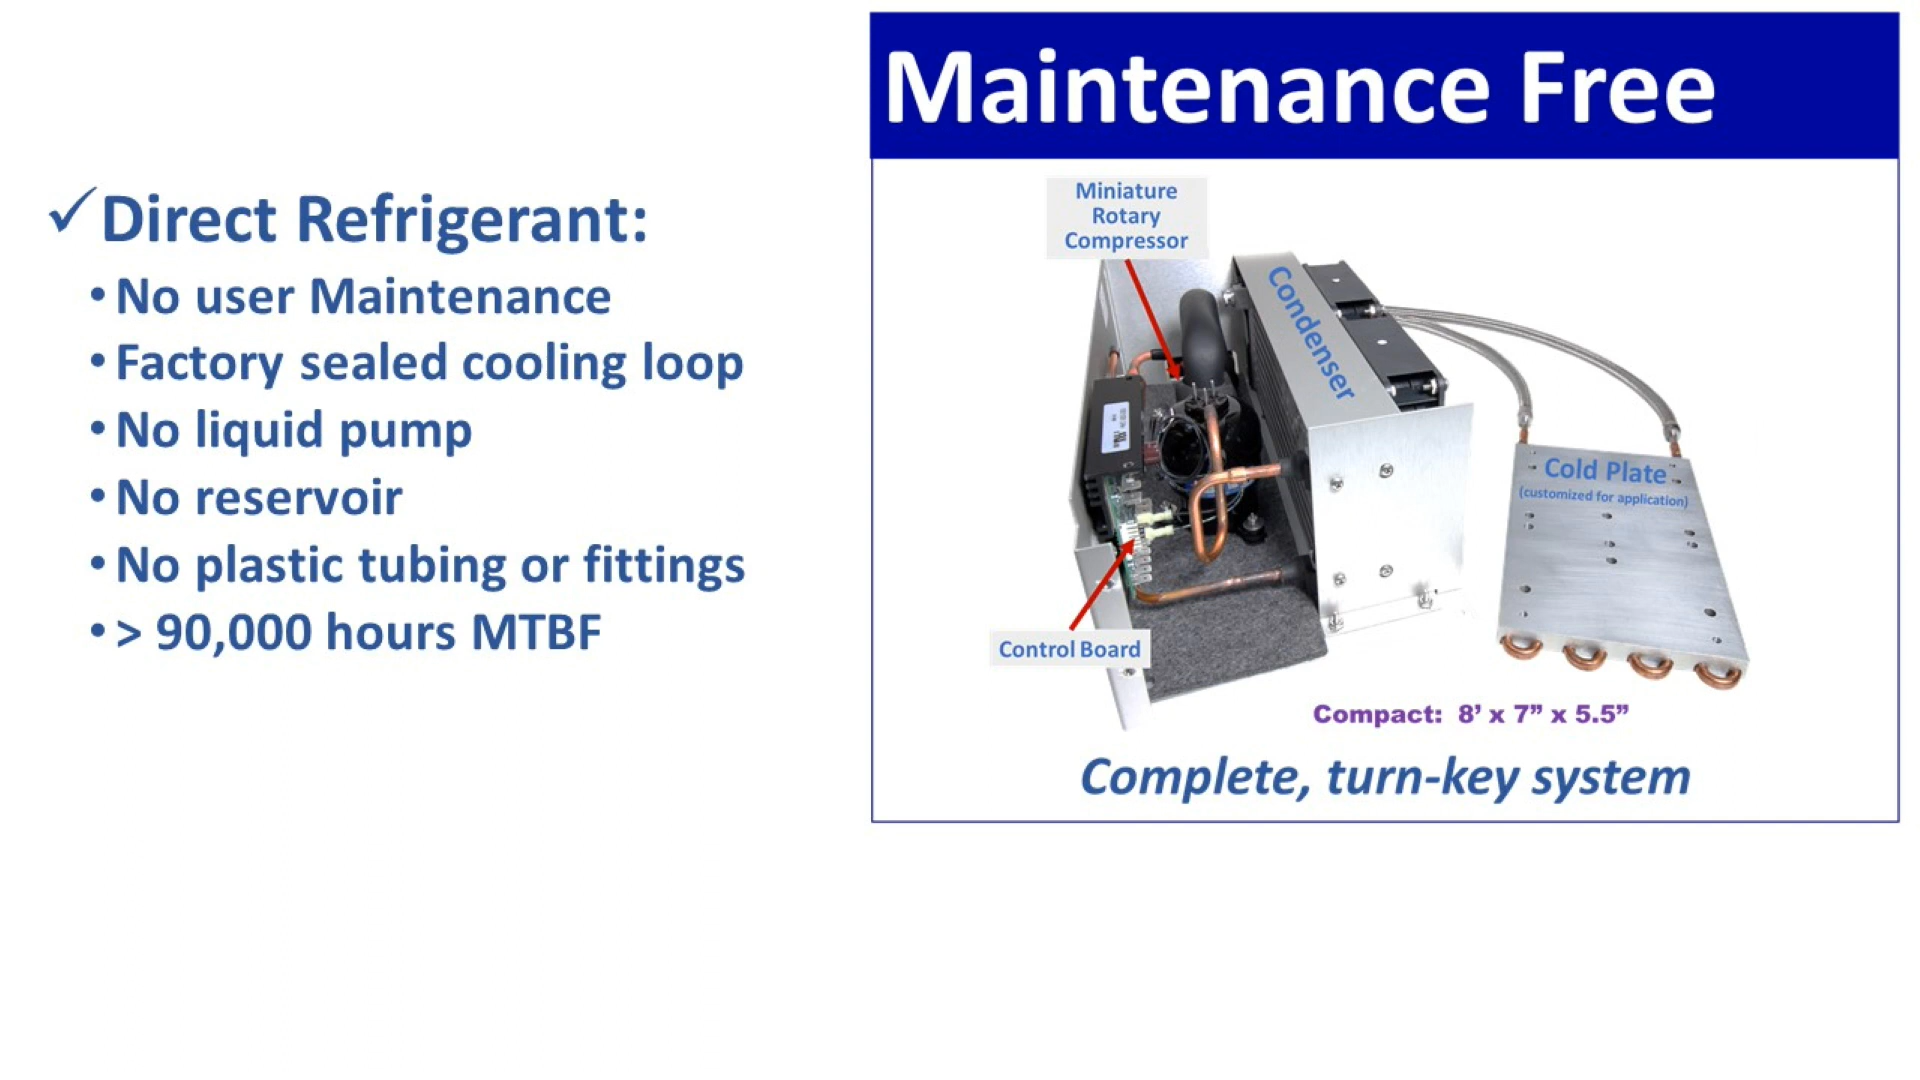 Maintenance Free
✓Direct Refrigerant:
• No user Maintenance
• Factory sealed cooling loop
• No liquid pump
• No reservoir
• No plastic tubing or fittings
• > 90,000 hours MTBF
Miniature
Rotary
Compressor
Condenser
Cold Plate
(customized for application)
Control Board
Compact: 8’ x 7” x 5.5”
Complete, turn-key system